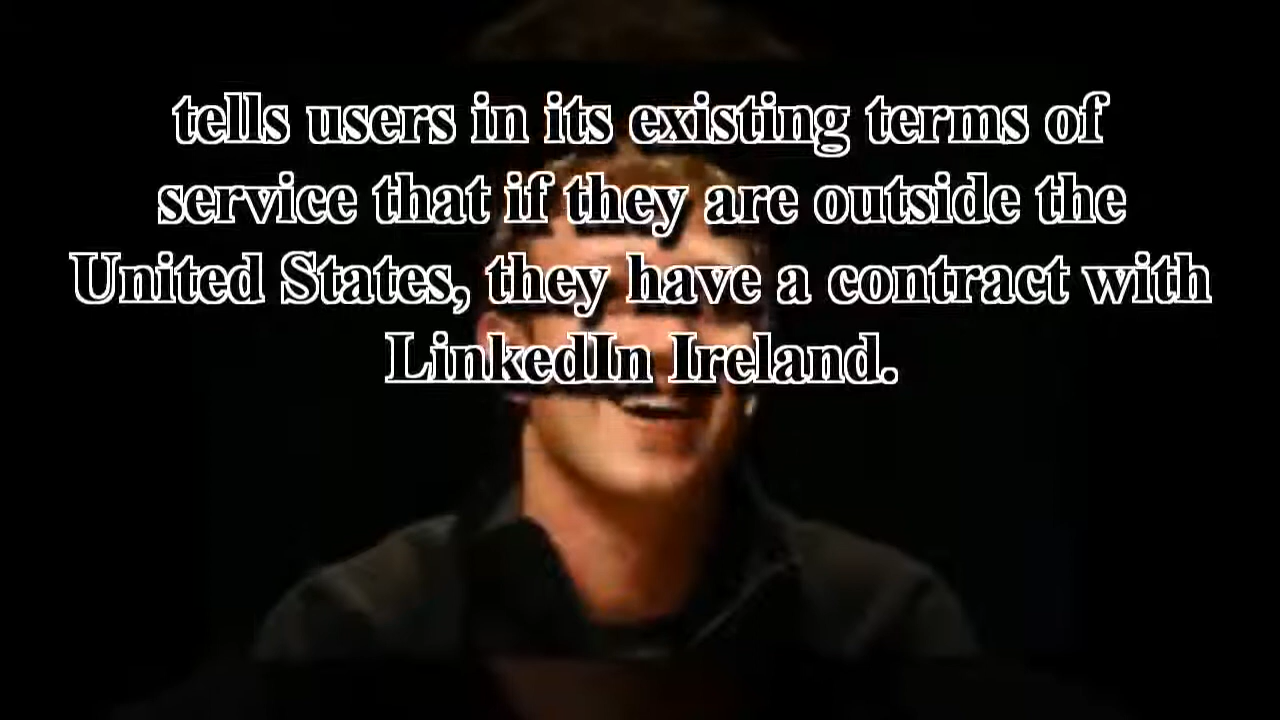 tells users in its existing terms of
service that if they are outside the
United States, they have a contract with
LinkedIn Ireland.